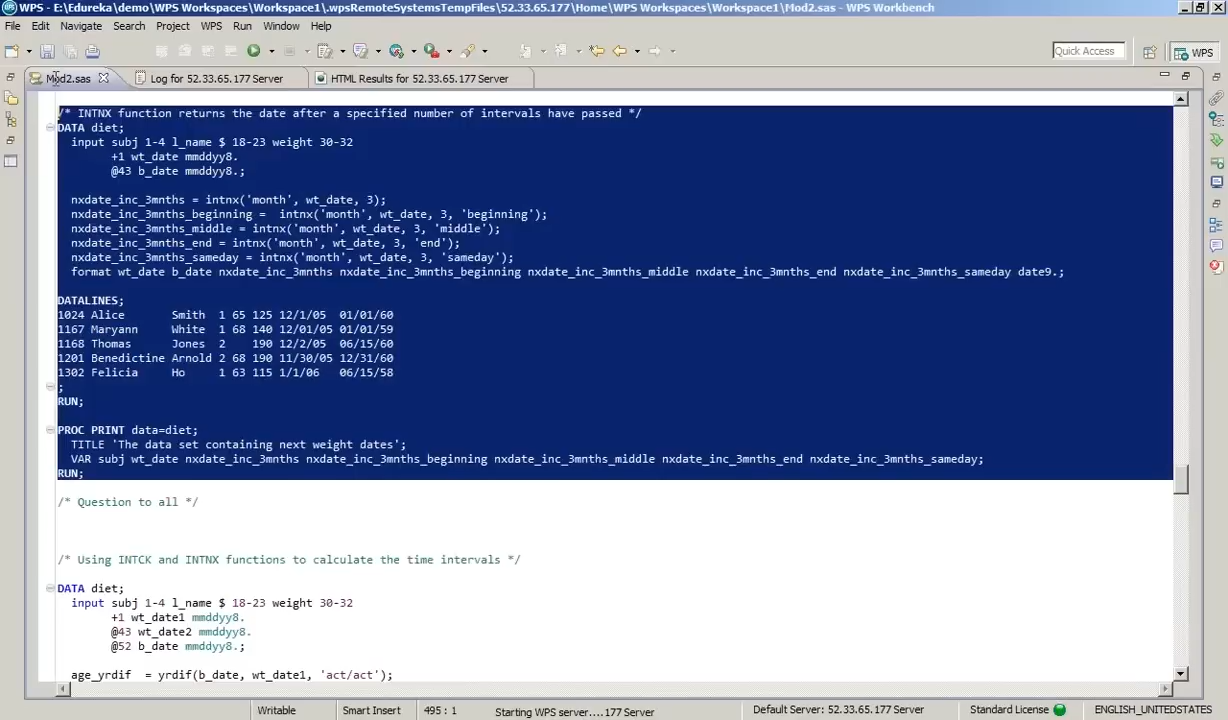 WPS - E:\Edureka\demo\WPS Workspaces\Workspace1\.wpsRemoteSystemsTempFiles\52.33.65.177\Home\WPS Workspaces\Workspace1\Mod2.sas - WPS Workbench
File Edit Navigate Search Project WPS Run Window Help
Quick Access WPS
Mod2.sas Log for 52.33.65.177 Server HTML Results for 52.33.65.177 Server
/* INTNX function returns the date after a specified number of intervals have passed */
DATA diet;
input subj 1-4 l_name $ 18-23 weight 30-32
+1 wt_date mmddyy8.
@43 b_date mmddyy8.;
nxdate_inc_3mnths = intnx('month', wt_date, 3);
nxdate_inc_3mnths_beginning =  intnx('month', wt_date, 3, 'beginning');
nxdate_inc_3mnths_middle = intnx('month', wt_date, 3, 'middle');
nxdate_inc_3mnths_end = intnx('month', wt_date, 3, 'end');
nxdate_inc_3mnths_sameday = intnx('month', wt_date, 3, 'sameday');
format wt_date b_date nxdate_inc_3mnths nxdate_inc_3mnths_beginning nxdate_inc_3mnths_middle nxdate_inc_3mnths_end nxdate_inc_3mnths_sameday date9.;
DATALINES;
1024 Alice       Smith  1 65 125 12/1/05  01/01/60
1167 Maryann     White  1 68 140 12/01/05 01/01/59
1168 Thomas      Jones  2    190 12/2/05  06/15/60
1201 Benedictine Arnold 2 68 190 11/30/05 12/31/60
1302 Felicia     Ho     1 63 115 1/1/06   06/15/58
;
RUN;
PROC PRINT data=diet;
TITLE 'The data set containing next weight dates';
VAR subj wt_date nxdate_inc_3mnths nxdate_inc_3mnths_beginning nxdate_inc_3mnths_middle nxdate_inc_3mnths_end nxdate_inc_3mnths_sameday;
RUN;
/* Question to all */
/* Using INTCK and INTNX functions to calculate the time intervals */
DATA diet;
input subj 1-4 l_name $ 18-23 weight 30-32
+1 wt_date1 mmddyy8.
@43 wt_date2 mmddyy8.
@52 b_date mmddyy8.;
age_yrdif  = yrdif(b_date, wt_date1, 'act/act');
Writable Smart Insert 495 : 1 Starting WPS server....177 Server Default Server: 52.33.65.177 Server Standard License ENGLISH_UNITEDSTATES